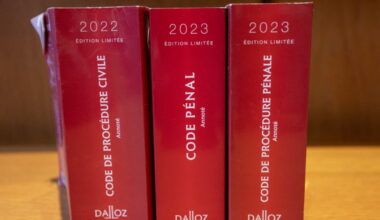 2022
ÉDITION LIMITÉE
CODE DE PROCÉDURE CIVILE
Annoté
DALLOZ
2023
ÉDITION LIMITÉE
CODE PÉNAL
Annoté
DALLOZ
2023
ÉDITION LIMITÉE
CODE DE PROCÉDURE PÉNALE
Annoté
DALLOZ